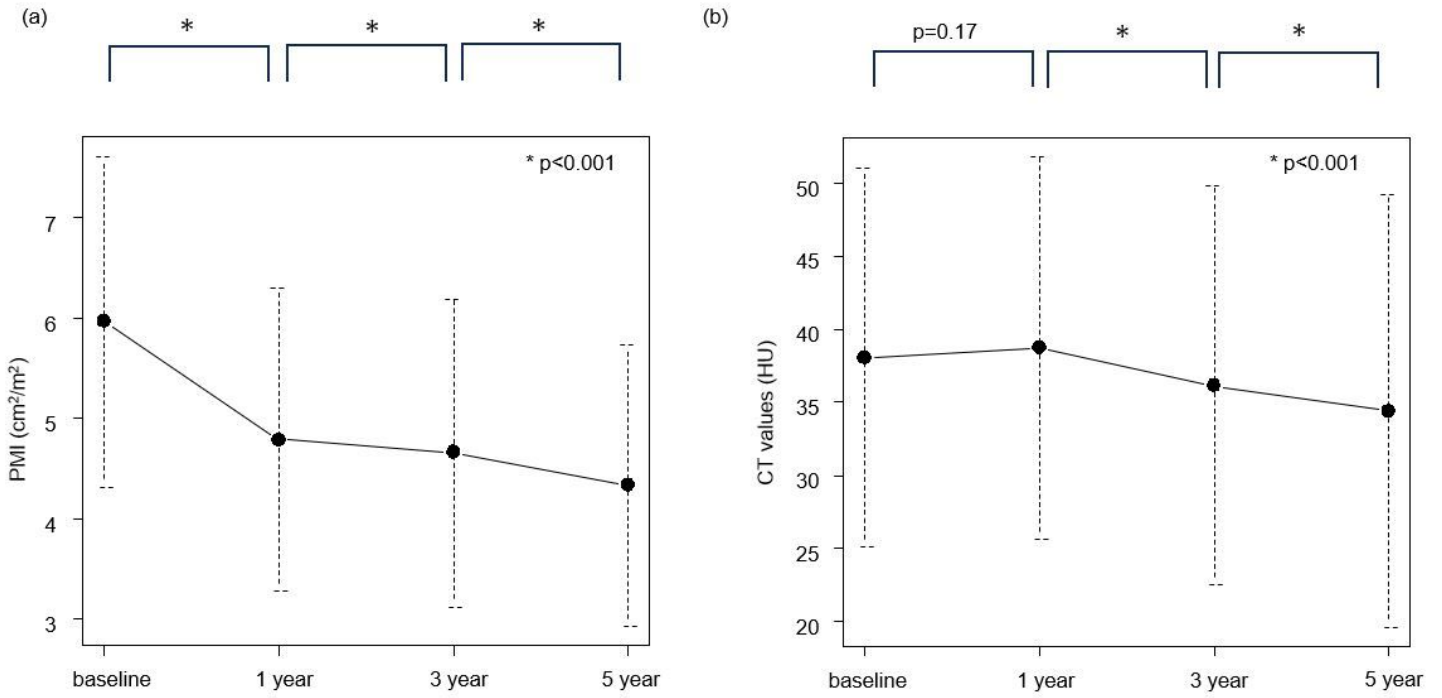 (a)
* * *
* p<0.001
PMI (cm²/m²)
7
6
5
4
3
baseline 1 year 3 year 5 year
(b)
p=0.17 * *
* p<0.001
CT values (HU)
50
45
40
35
30
25
20
baseline 1 year 3 year 5 year